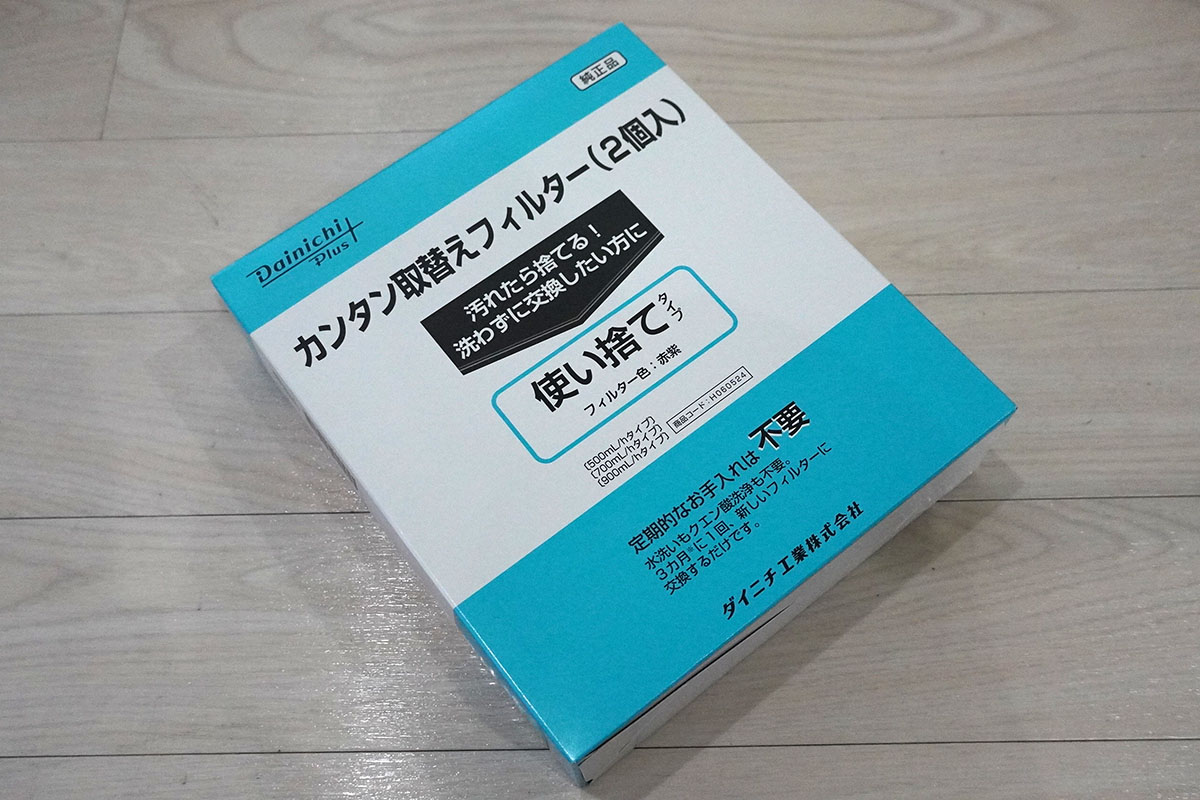 純正品
Dainichi Plus
カンタン取替えフィルター(2個入)
汚れたら捨てる!
洗わずに交換したい方に
使い捨てタイプ
フィルター色:赤紫
〔500mL/hタイプ〕
〔700mL/hタイプ〕
〔900mL/hタイプ〕
商品コード:H060524
定期的なお手入れは不要
水洗いもクエン酸洗浄も不要。
3カ月※に1回、新しいフィルターに
交換するだけです。
ダイニチ工業株式会社